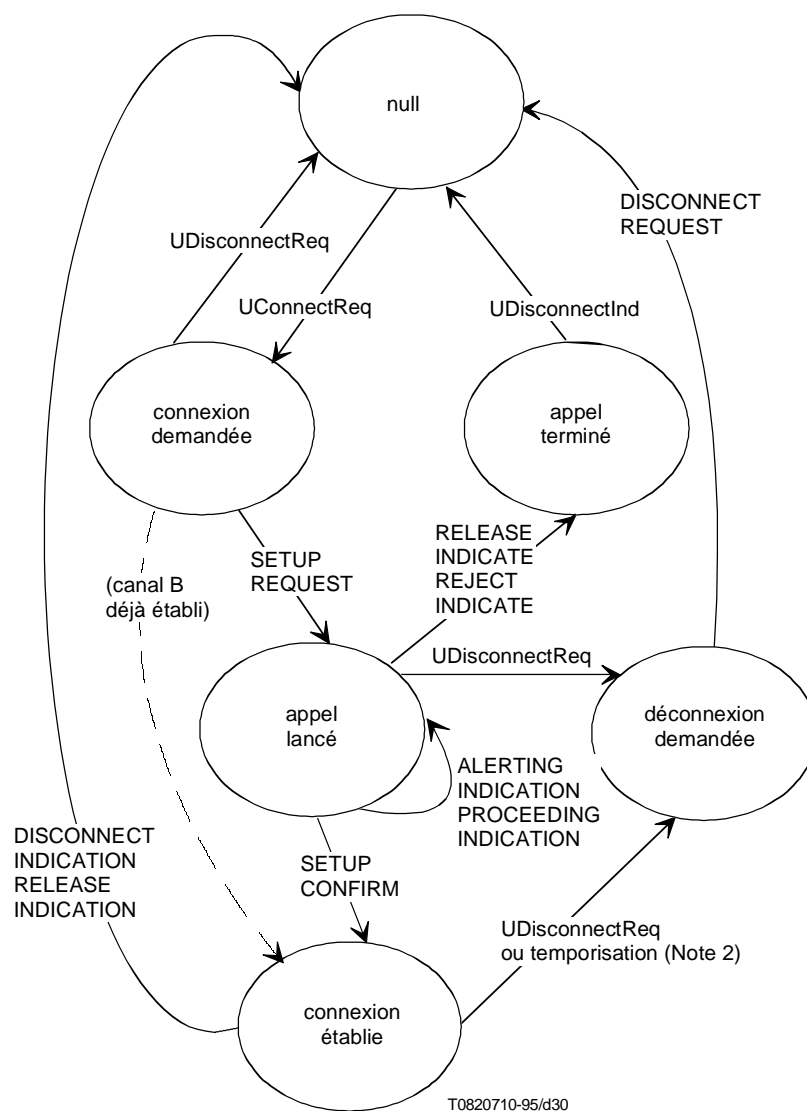 null
DISCONNECT
REQUEST
UDisconnectReq
UConnectReq
UDisconnectInd
connexion
demandée
appel
terminé
RELEASE
INDICATE
REJECT
INDICATE
SETUP
REQUEST
(canal B
déjà établi)
UDisconnectReq
appel
lancé
déconnexion
demandée
ALERTING
INDICATION
PROCEEDING
INDICATION
DISCONNECT
INDICATION
RELEASE
INDICATION
SETUP
CONFIRM
UDisconnectReq
ou temporisation (Note 2)
connexion
établie
T0820710-95/d30